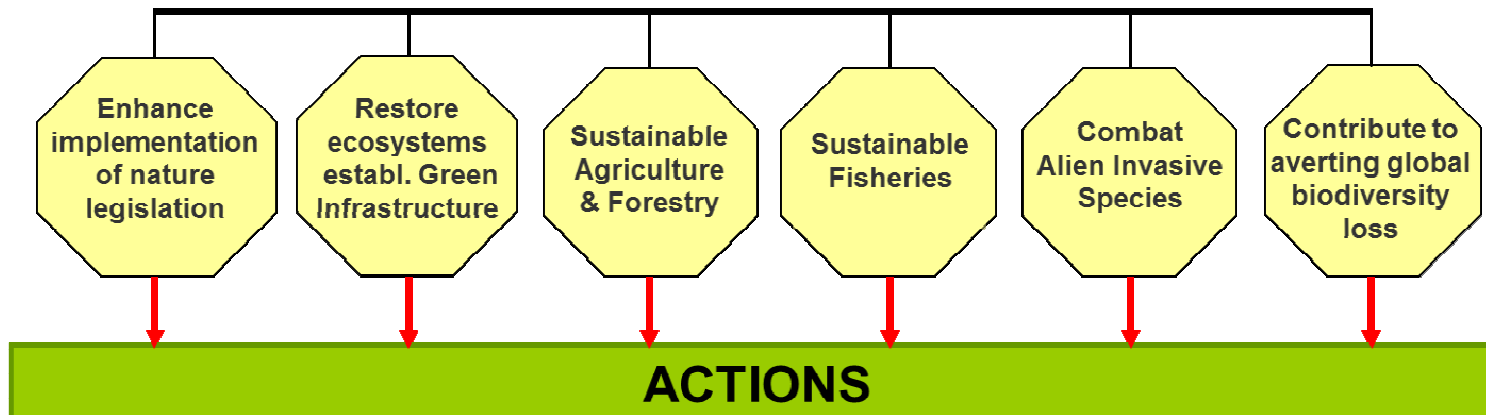 Enhance
implementation
of nature
legislation
Restore
ecosystems
establ. Green
Infrastructure
Sustainable
Agriculture
& Forestry
Sustainable
Fisheries
Combat
Alien Invasive
Species
Contribute to
averting global
biodiversity
loss
ACTIONS